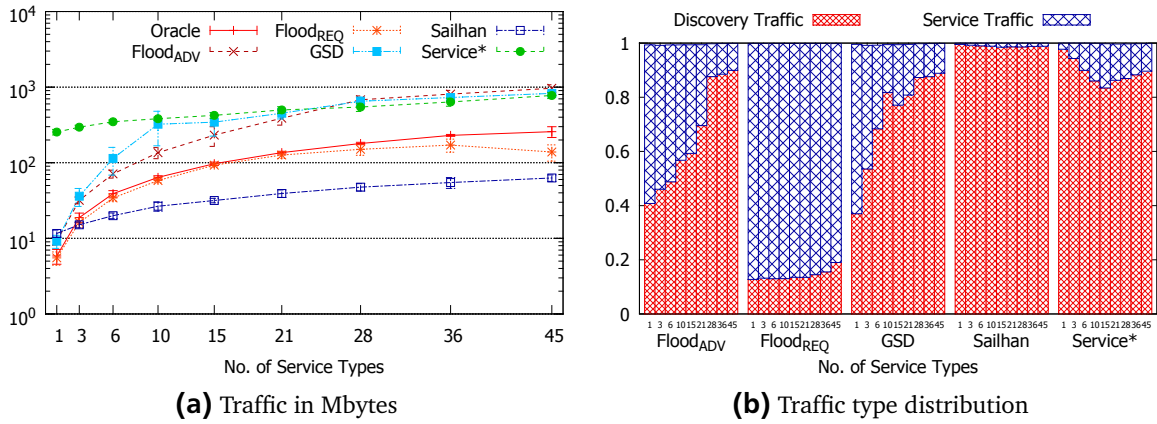 10^4
10^3
10^2
10^1
10^0
Oracle
Flood_ADV
Flood_REQ
GSD
Sailhan
Service*
1 3 6 10 15 21 28 36 45
No. of Service Types
(a) Traffic in Mbytes
Discovery Traffic
Service Traffic
1
0.8
0.6
0.4
0.2
0
1 3 6 10 15 21 28 36 45
1 3 6 10 15 21 28 36 45
1 3 6 10 15 21 28 36 45
1 3 6 10 15 21 28 36 45
1 3 6 10 15 21 28 36 45
Flood_ADV Flood_REQ GSD Sailhan Service*
No. of Service Types
(b) Traffic type distribution